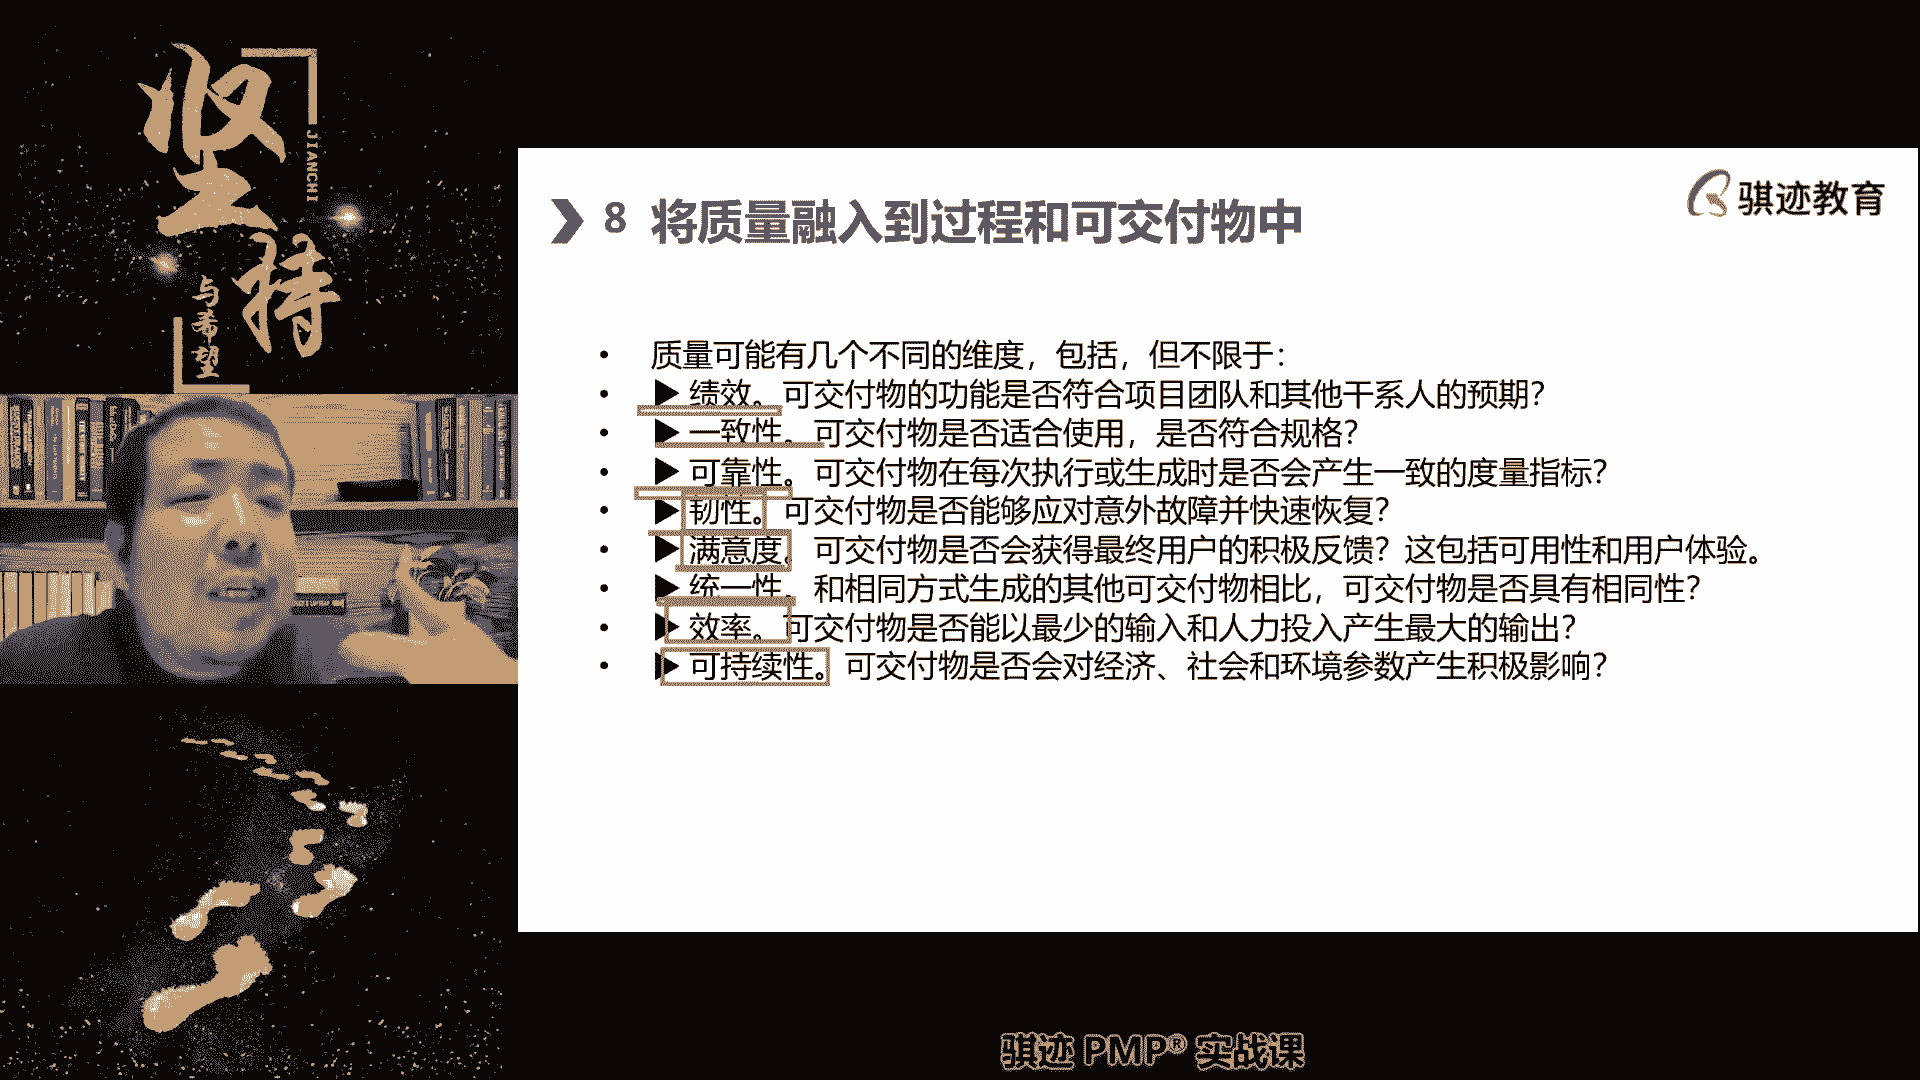 坚持
JIANCHI
与希望
骐迹教育
8 将质量融入到过程和可交付物中
• 质量可能有几个不同的维度，包括，但不限于：
• ▶ 绩效。可交付物的功能是否符合项目团队和其他干系人的预期？
• ▶ 一致性。可交付物是否适合使用，是否符合规格？
• ▶ 可靠性。可交付物在每次执行或生成时是否会产生一致的度量指标？
• ▶ 韧性。可交付物是否能够应对意外故障并快速恢复？
• ▶ 满意度。可交付物是否会获得最终用户的积极反馈？这包括可用性和用户体验。
• ▶ 统一性。和相同方式生成的其他可交付物相比，可交付物是否具有相同性？
• ▶ 效率。可交付物是否能以最少的输入和人力投入产生最大的输出？
• ▶ 可持续性。可交付物是否会对经济、社会和环境参数产生积极影响？
骐迹 PMP® 实战课